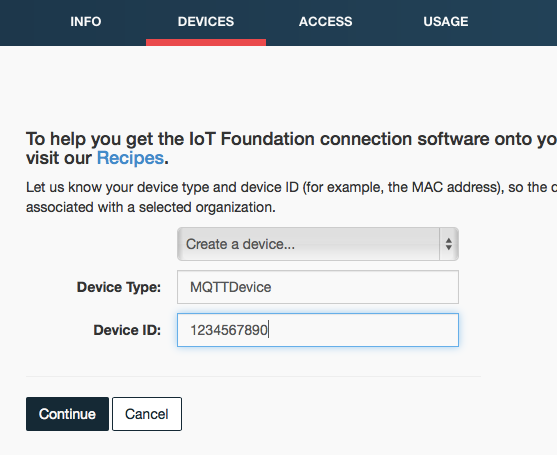 INFO DEVICES ACCESS USAGE
To help you get the IoT Foundation connection software onto
visit our Recipes.
Let us know your device type and device ID (for example, the MAC address), so the
associated with a selected organization.
Create a device...
Device Type: MQTTDevice
Device ID: 1234567890
Continue Cancel